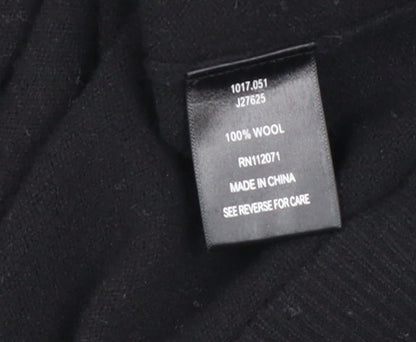 1017.051
J27625
100% WOOL
RN112071
MADE IN CHINA
SEE REVERSE FOR CARE